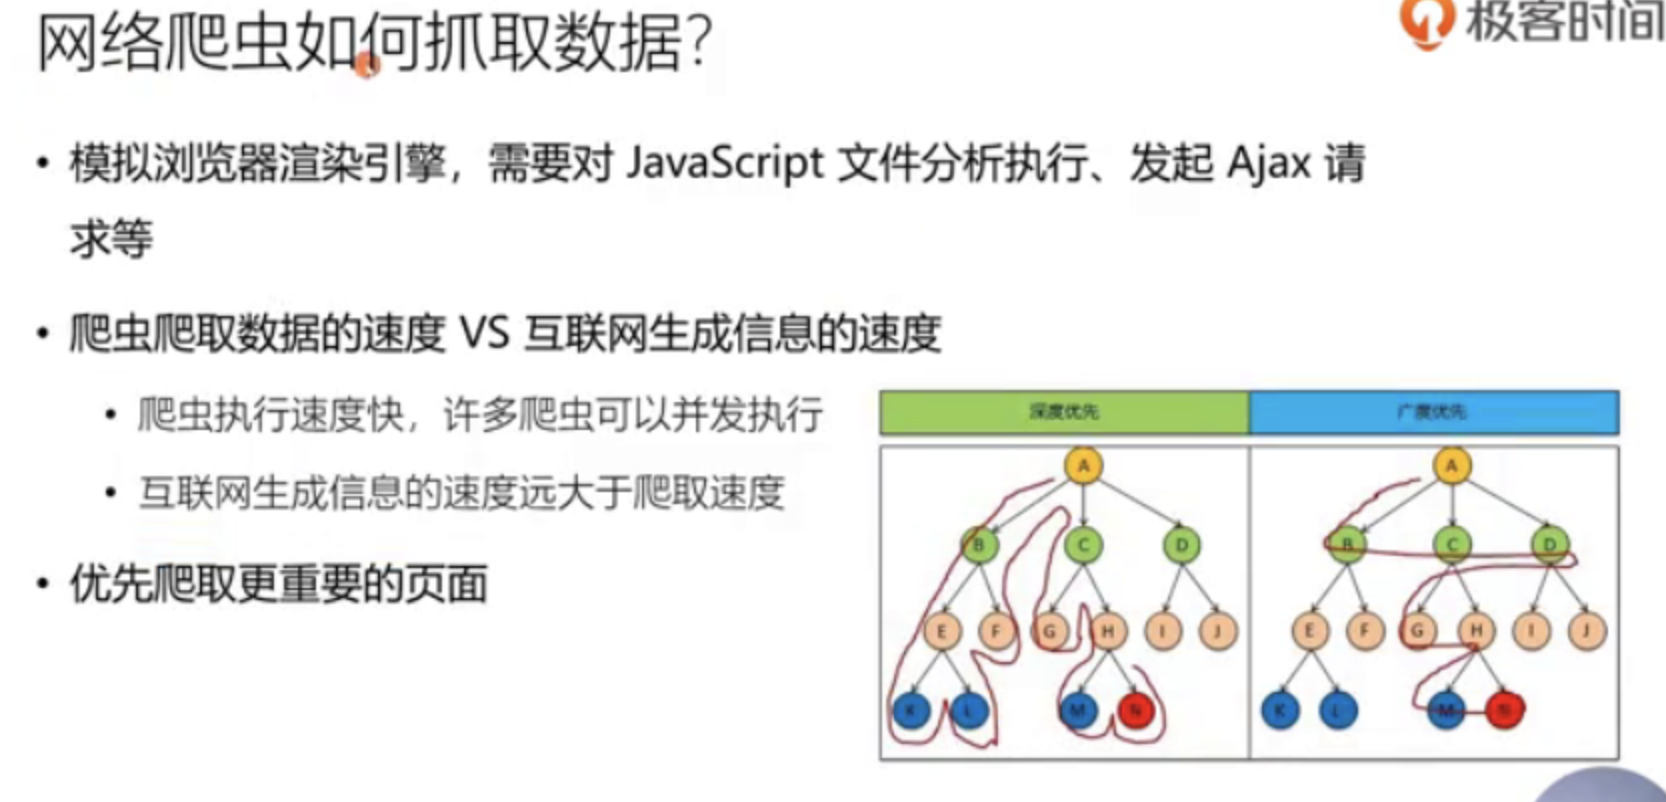 网络爬虫如何抓取数据?
极客时间
• 模拟浏览器渲染引擎，需要对 JavaScript 文件分析执行、发起 Ajax 请
求等
• 爬虫爬取数据的速度 VS 互联网生成信息的速度
• 爬虫执行速度快，许多爬虫可以并发执行
• 互联网生成信息的速度远大于爬取速度
• 优先爬取更重要的页面
深度优先
广度优先
A
B C D
E F G H I J
K L M N
A
B C D
E F G H I J
K L M N